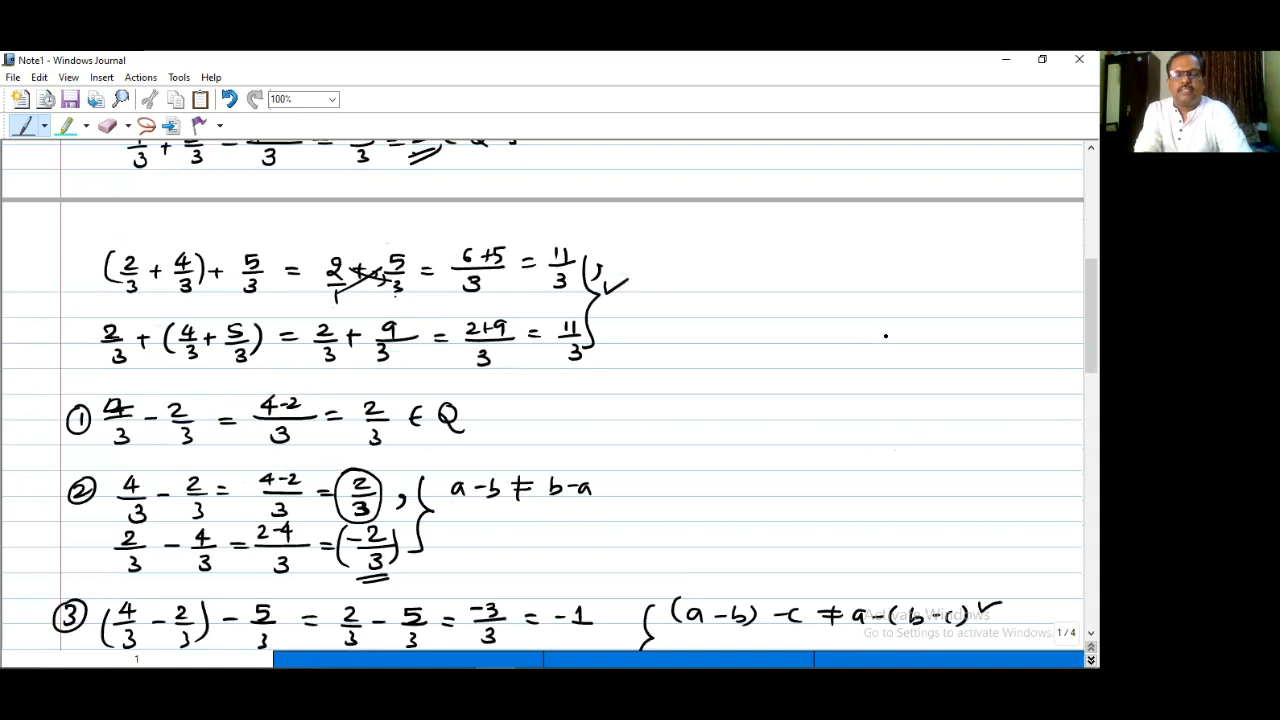 Note1 - Windows Journal
File Edit View Insert Actions Tools Help
100%
(2/3 + 4/3) + 5/3 = 2/1 + 5/3 = (6+5)/3 = 11/3
2/3 + (4/3 + 5/3) = 2/3 + 9/3 = (2+9)/3 = 11/3
① 4/3 - 2/3 = (4-2)/3 = 2/3 ∈ Q
② 4/3 - 2/3 = (4-2)/3 = 2/3 , } a-b ≠ b-a
2/3 - 4/3 = (2-4)/3 = (-2/3)
③ (4/3 - 2/3) - 5/3 = 2/3 - 5/3 = -3/3 = -1 { (a-b)-c ≠ a-(b-c) ✓
Activate Windows
Go to Settings to activate Windows.
1/4
1